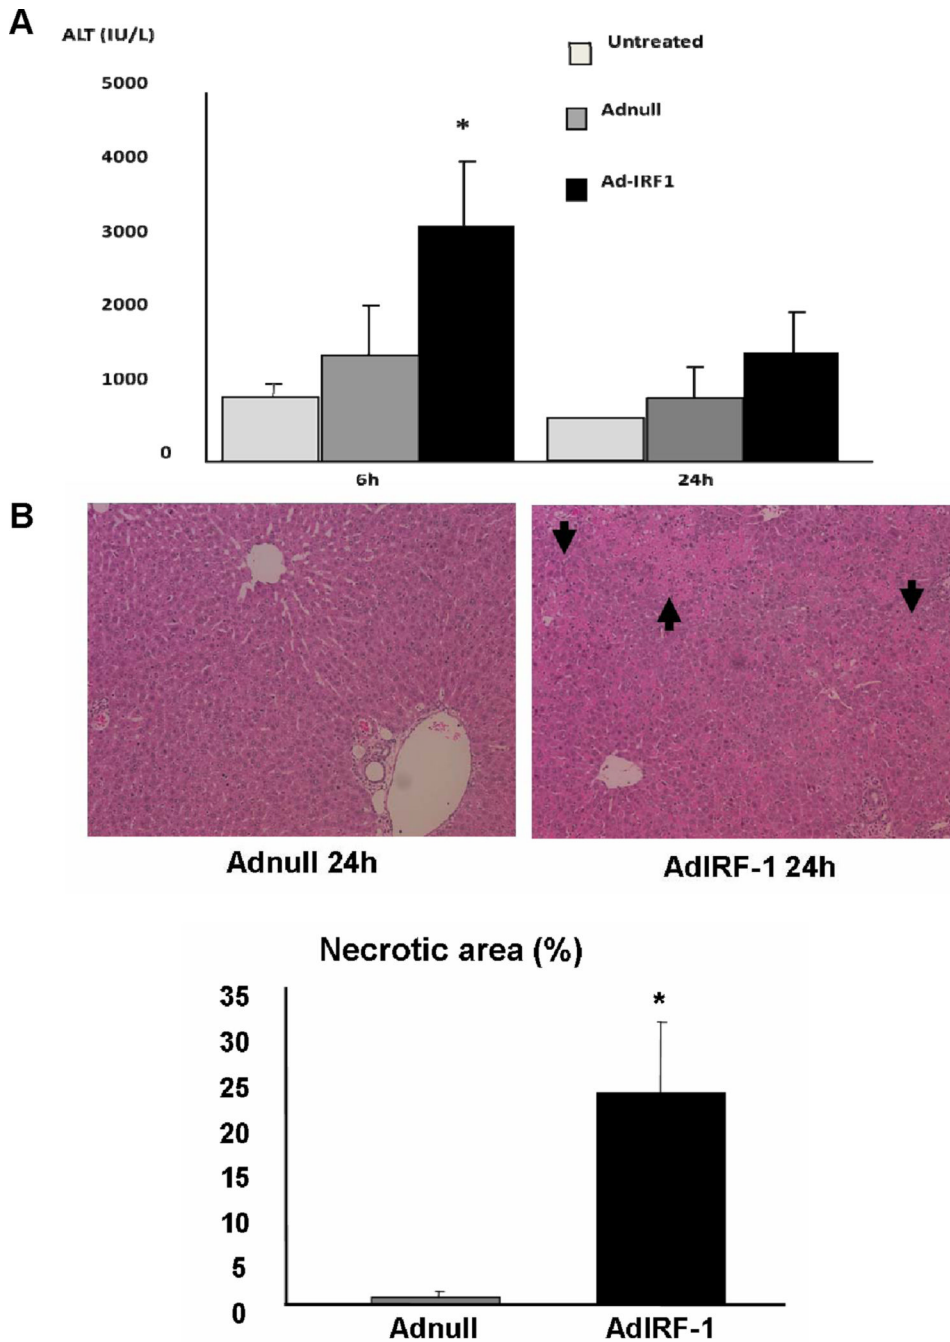 A
ALT (IU/L)
Untreated
Adnull
Ad-IRF1
5000
4000
3000
2000
1000
0
*
6h
24h
B
Adnull 24h
AdIRF-1 24h
Necrotic area (%)
35
30
25
20
15
10
5
0
*
Adnull
AdIRF-1